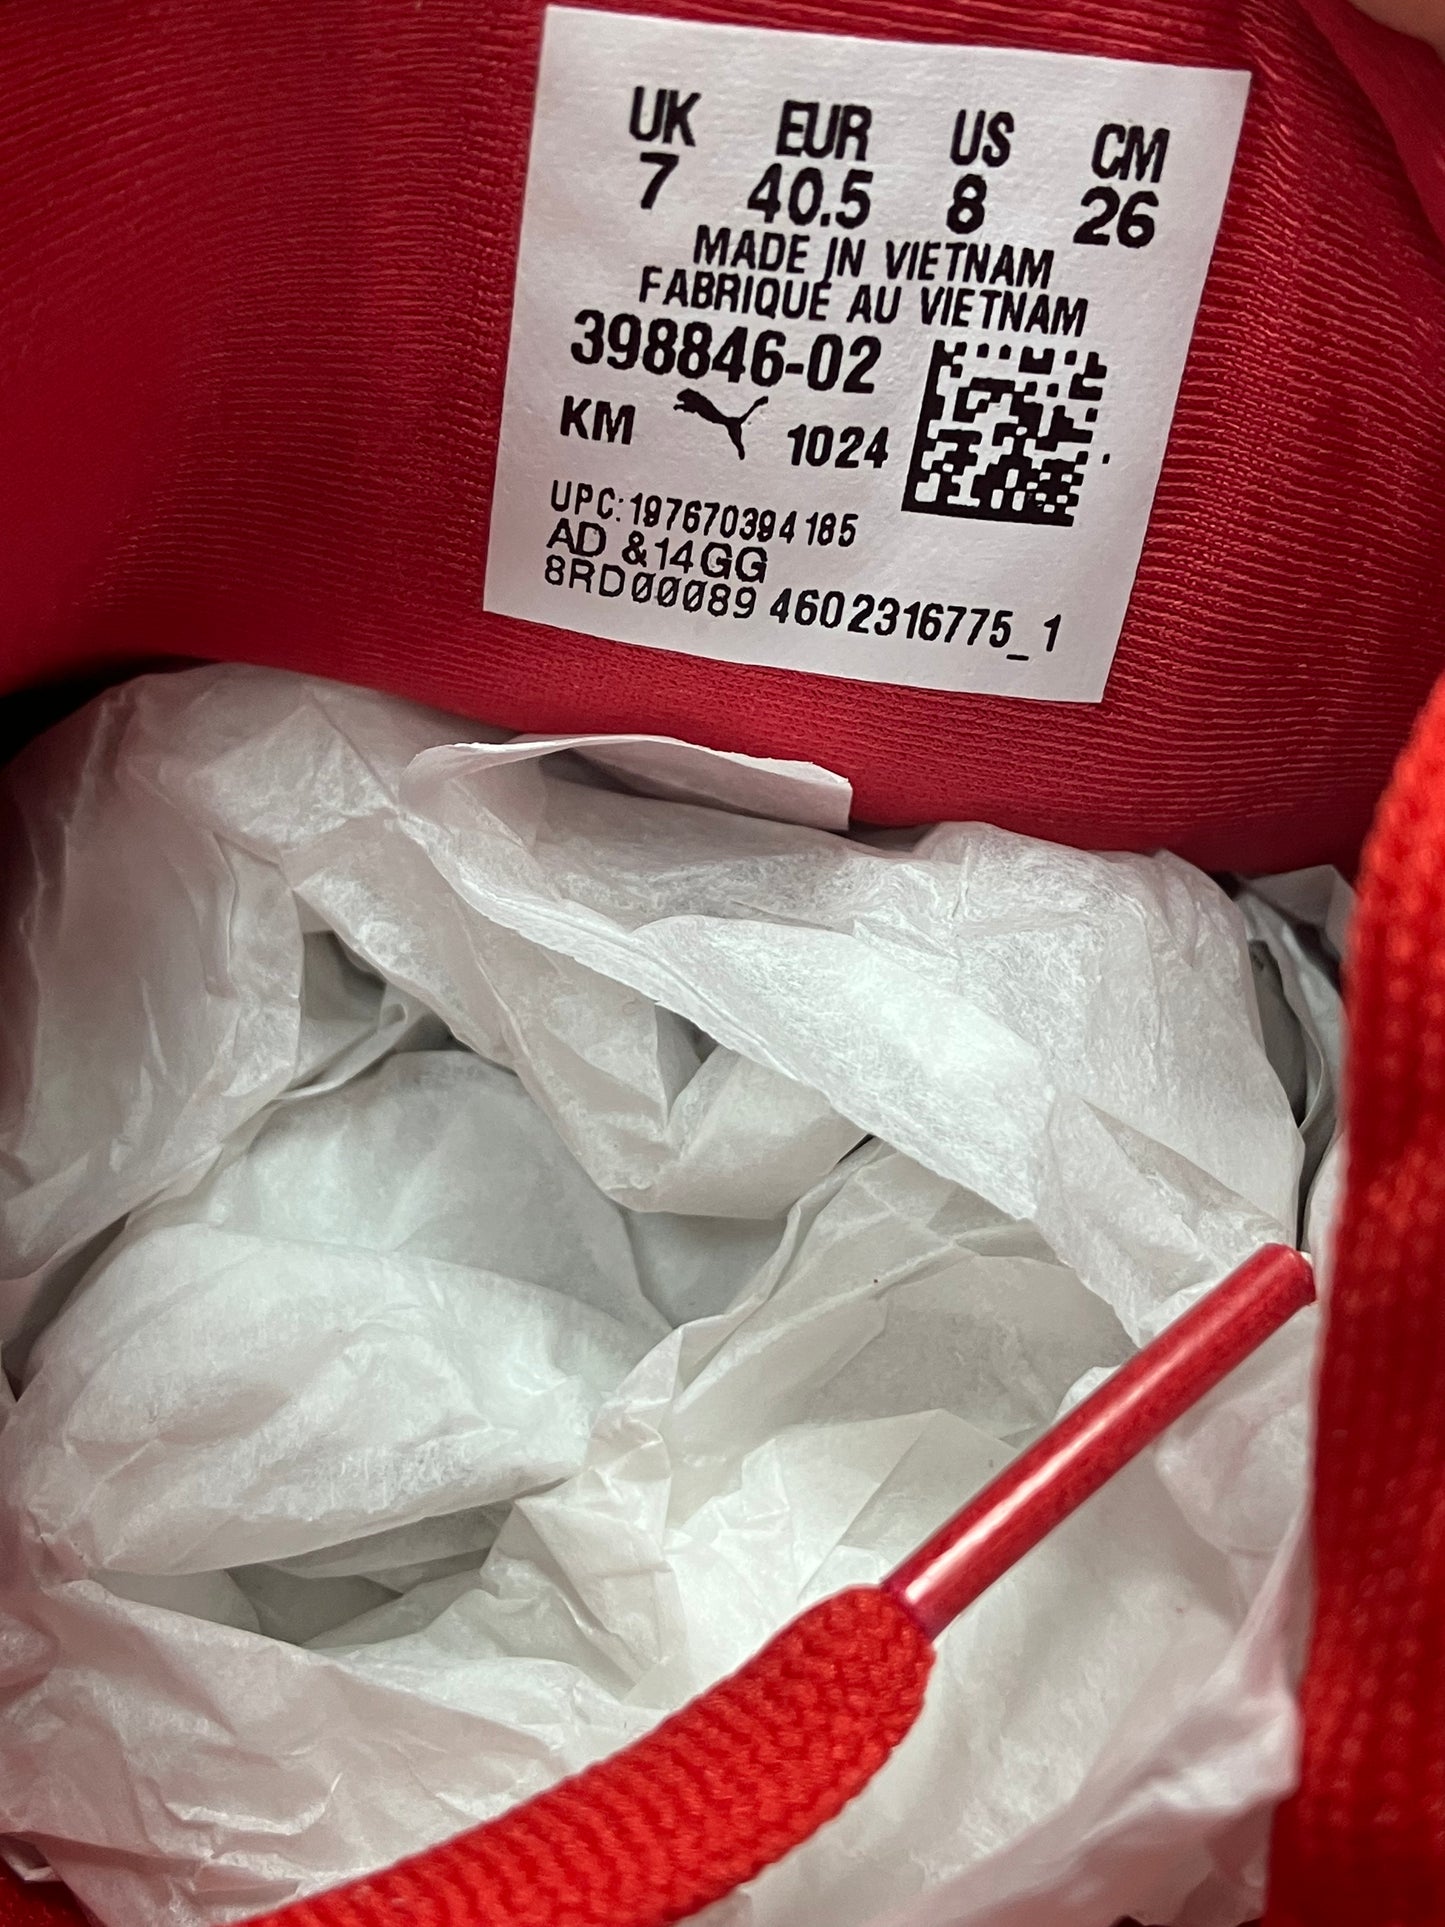 UK EUR US CM
7 40.5 8 26
MADE IN VIETNAM
FABRIQUÉ AU VIETNAM
398846-02
KM 1024
UPC:197670394185
AD &14GG
8RD00089 4602316775_1